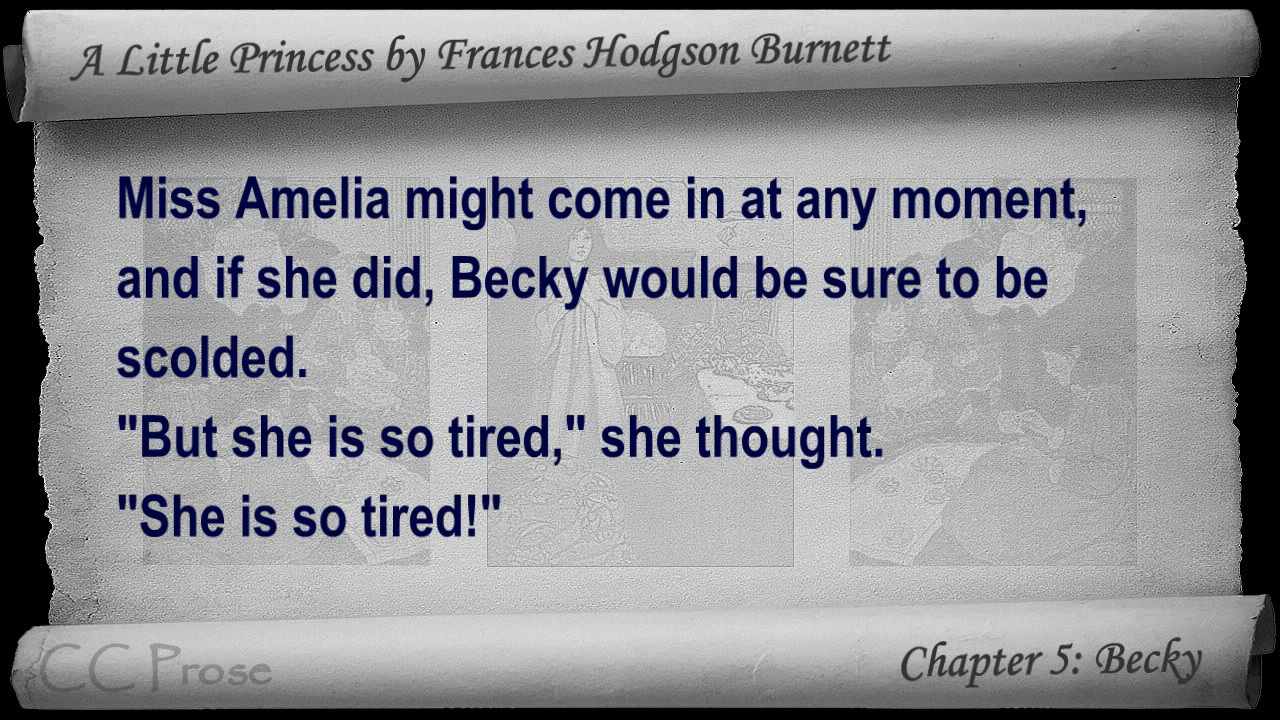 A Little Princess by Frances Hodgson Burnett
Miss Amelia might come in at any moment,
and if she did, Becky would be sure to be
scolded.
"But she is so tired," she thought.
"She is so tired!"
CC Prose
Chapter 5: Becky